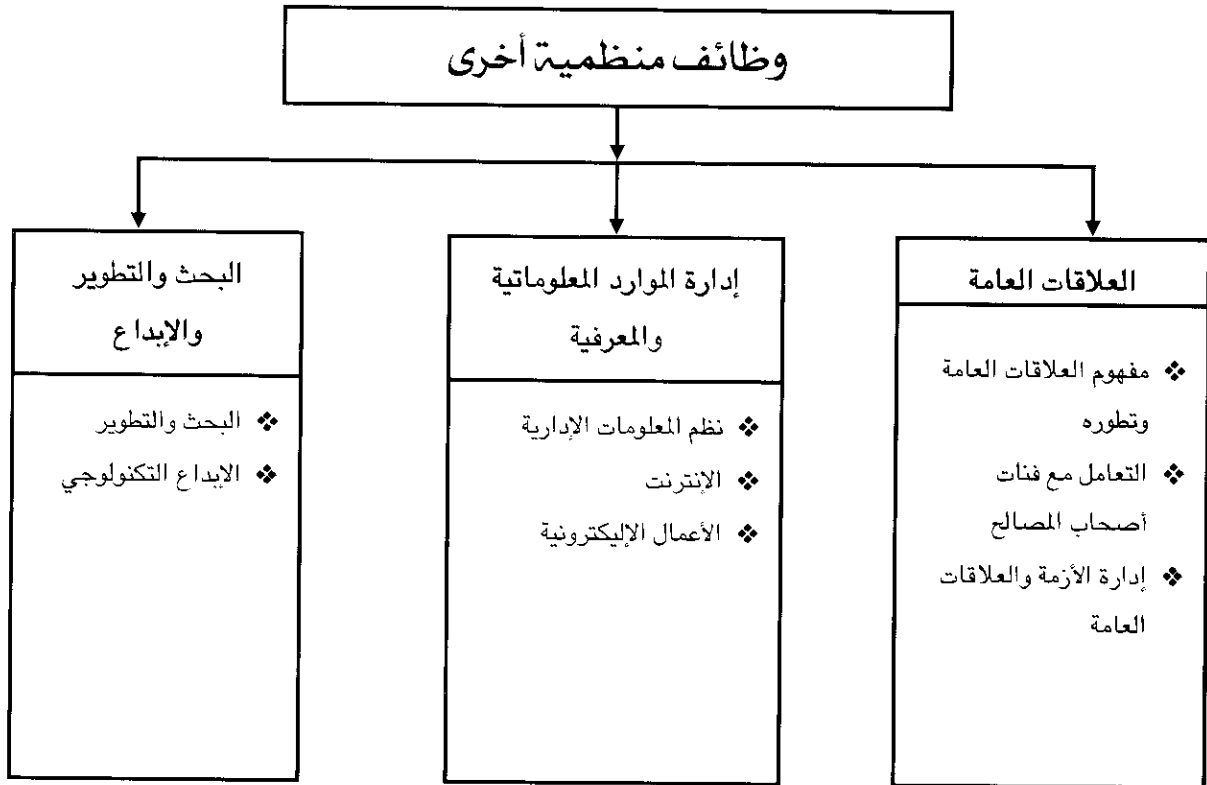 وظائف منظمية أخرى
العلاقات العامة
❖ مفهوم العلاقات العامة
وتطوره
❖ التعامل مع فئات
أصحاب المصالح
❖ إدارة الأزمة والعلاقات
العامة
إدارة الموارد المعلوماتية
والمعرفية
❖ نظم المعلومات الإدارية
❖ الإنترنت
❖ الأعمال الإليكترونية
البحث والتطوير
والإبداع
❖ البحث والتطوير
❖ الإبداع التكنولوجي